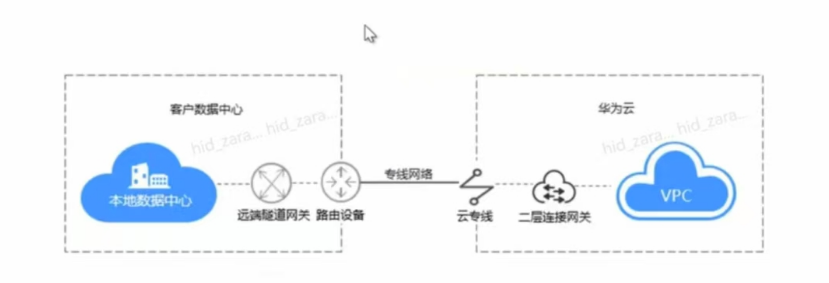 客户数据中心
华为云
hid_zara... hid_zara...
hid_zara... hid_zara...
专线网络
本地数据中心
远端隧道网关
路由设备
云专线
二层连接网关
VPC